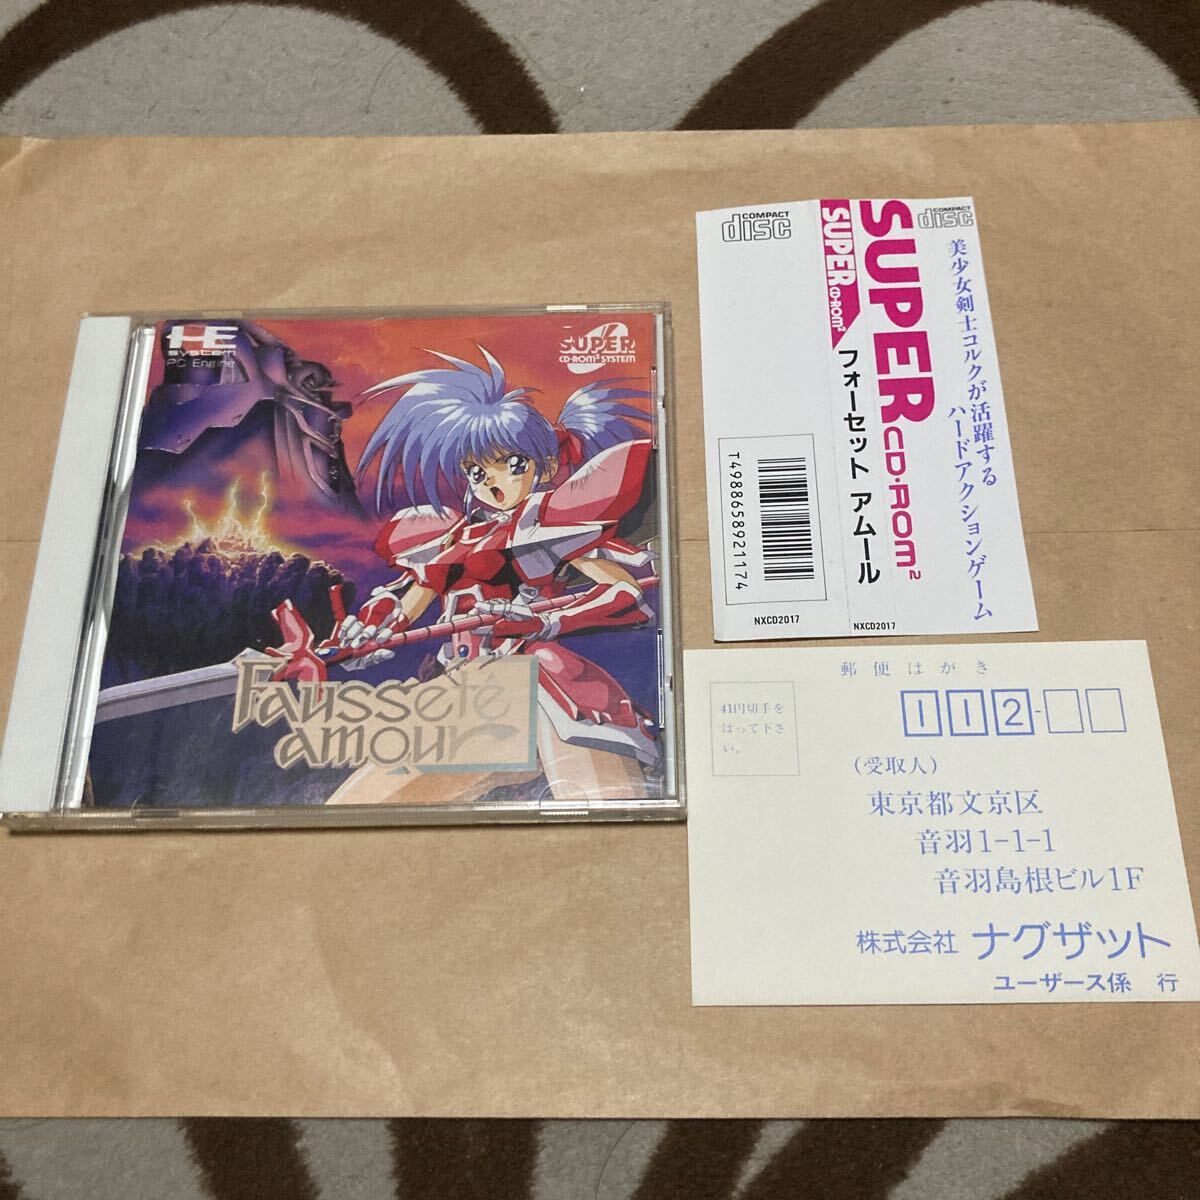 HE
system
PC Engine
SUPER
CD-ROM² SYSTEM
Fausseté
amour
COMPACT
disc
SUPER CD-ROM²
フォーセット アムール
T4988658921174
NXCD2017
SUPER CD·ROM²
NXCD2017
COMPACT
disc
美少女剣士コルクが活躍する
ハードアクションゲーム
郵便はがき
41円切手を
はって下さ
い。
112-
(受取人)
東京都文京区
音羽1-1-1
音羽島根ビル1F
株式会社 ナグザット
ユーザース係 行